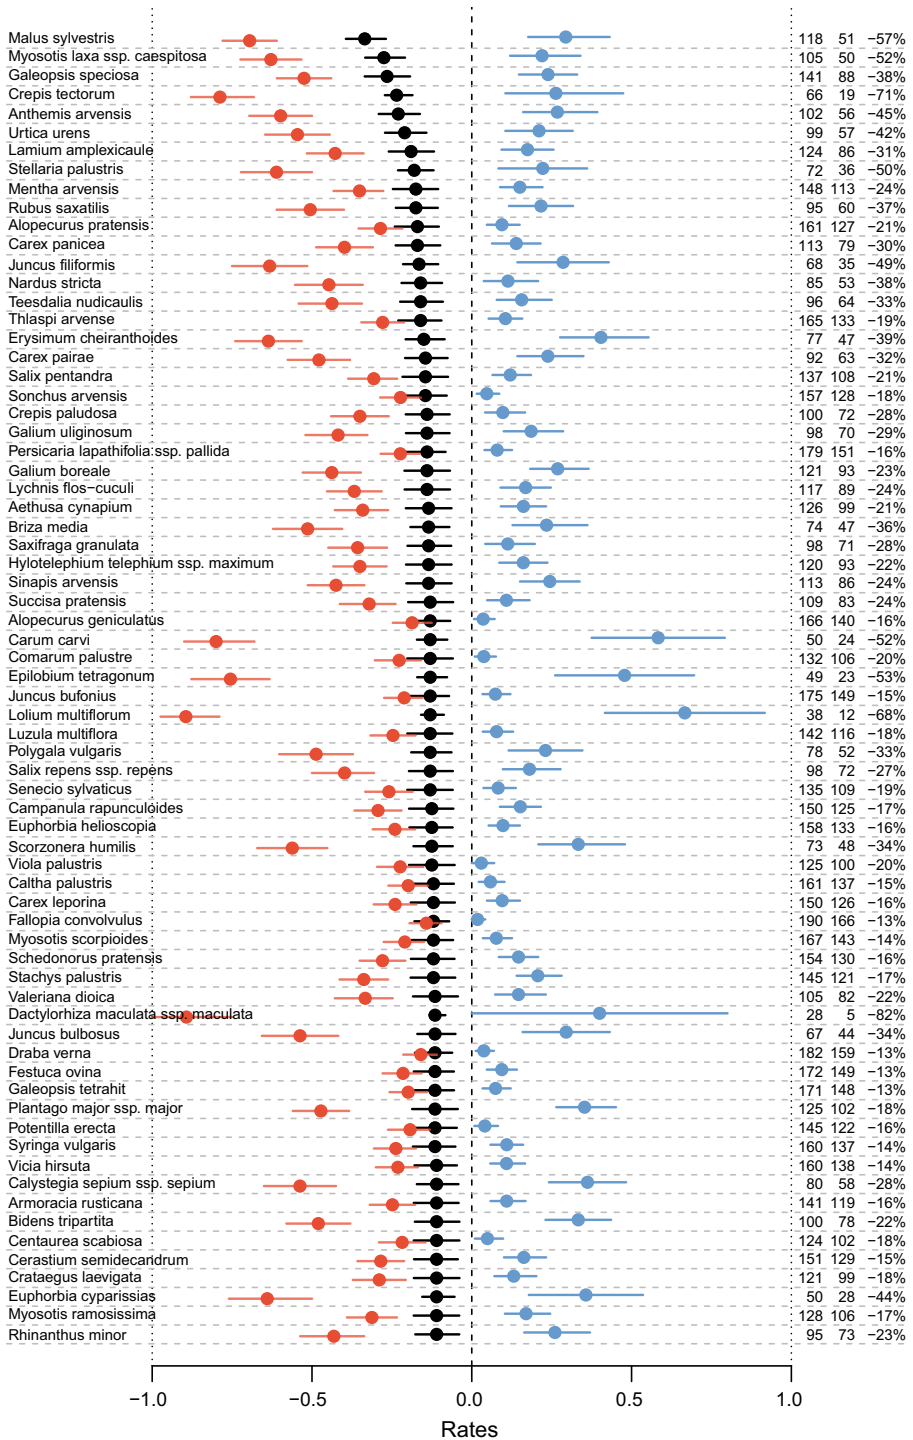 Malus sylvestris 118 51 −57%
Myosotis laxa ssp. caespitosa 105 50 −52%
Galeopsis speciosa 141 88 −38%
Crepis tectorum 66 19 −71%
Anthemis arvensis 102 56 −45%
Urtica urens 99 57 −42%
Lamium amplexicaule 124 86 −31%
Stellaria palustris 72 36 −50%
Mentha arvensis 148 113 −24%
Rubus saxatilis 95 60 −37%
Alopecurus pratensis 161 127 −21%
Carex panicea 113 79 −30%
Juncus filiformis 68 35 −49%
Nardus stricta 85 53 −38%
Teesdalia nudicaulis 96 64 −33%
Thlaspi arvense 165 133 −19%
Erysimum cheiranthoides 77 47 −39%
Carex pairae 92 63 −32%
Salix pentandra 137 108 −21%
Sonchus arvensis 157 128 −18%
Crepis paludosa 100 72 −28%
Galium uliginosum 98 70 −29%
Persicaria lapathifolia ssp. pallida 179 151 −16%
Galium boreale 121 93 −23%
Lychnis flos−cuculi 117 89 −24%
Aethusa cynapium 126 99 −21%
Briza media 74 47 −36%
Saxifraga granulata 98 71 −28%
Hylotelephium telephium ssp. maximum 120 93 −22%
Sinapis arvensis 113 86 −24%
Succisa pratensis 109 83 −24%
Alopecurus geniculatus 166 140 −16%
Carum carvi 50 24 −52%
Comarum palustre 132 106 −20%
Epilobium tetragonum 49 23 −53%
Juncus bufonius 175 149 −15%
Lolium multiflorum 38 12 −68%
Luzula multiflora 142 116 −18%
Polygala vulgaris 78 52 −33%
Salix repens ssp. repens 98 72 −27%
Senecio sylvaticus 135 109 −19%
Campanula rapunculoides 150 125 −17%
Euphorbia helioscopia 158 133 −16%
Scorzonera humilis 73 48 −34%
Viola palustris 125 100 −20%
Caltha palustris 161 137 −15%
Carex leporina 150 126 −16%
Fallopia convolvulus 190 166 −13%
Myosotis scorpioides 167 143 −14%
Schedonorus pratensis 154 130 −16%
Stachys palustris 145 121 −17%
Valeriana dioica 105 82 −22%
Dactylorhiza maculata ssp. maculata 28 5 −82%
Juncus bulbosus 67 44 −34%
Draba verna 182 159 −13%
Festuca ovina 172 149 −13%
Galeopsis tetrahit 171 148 −13%
Plantago major ssp. major 125 102 −18%
Potentilla erecta 145 122 −16%
Syringa vulgaris 160 137 −14%
Vicia hirsuta 160 138 −14%
Calystegia sepium ssp. sepium 80 58 −28%
Armoracia rusticana 141 119 −16%
Bidens tripartita 100 78 −22%
Centaurea scabiosa 124 102 −18%
Cerastium semidecandrum 151 129 −15%
Crataegus laevigata 121 99 −18%
Euphorbia cyparissias 50 28 −44%
Myosotis ramosissima 128 106 −17%
Rhinanthus minor 95 73 −23%
−1.0 −0.5 0.0 0.5 1.0
Rates